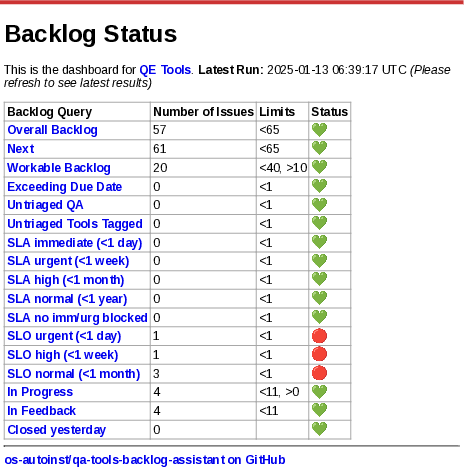 Backlog Status
This is the dashboard for QE Tools. Latest Run: 2025-01-13 06:39:17 UTC (Please
refresh to see latest results)
Backlog Query Number of Issues Limits Status
Overall Backlog 57 <65 💚
Next 61 <65 💚
Workable Backlog 20 <40, >10 💚
Exceeding Due Date 0 <1 💚
Untriaged QA 0 <1 💚
Untriaged Tools Tagged 0 <1 💚
SLA immediate (<1 day) 0 <1 💚
SLA urgent (<1 week) 0 <1 💚
SLA high (<1 month) 0 <1 💚
SLA normal (<1 year) 0 <1 💚
SLA no imm/urg blocked 0 <1 💚
SLO urgent (<1 day) 1 <1 🔴
SLO high (<1 week) 1 <1 🔴
SLO normal (<1 month) 3 <1 🔴
In Progress 4 <11, >0 💚
In Feedback 4 <11 💚
Closed yesterday 0 💚
os-autoinst/qa-tools-backlog-assistant on GitHub